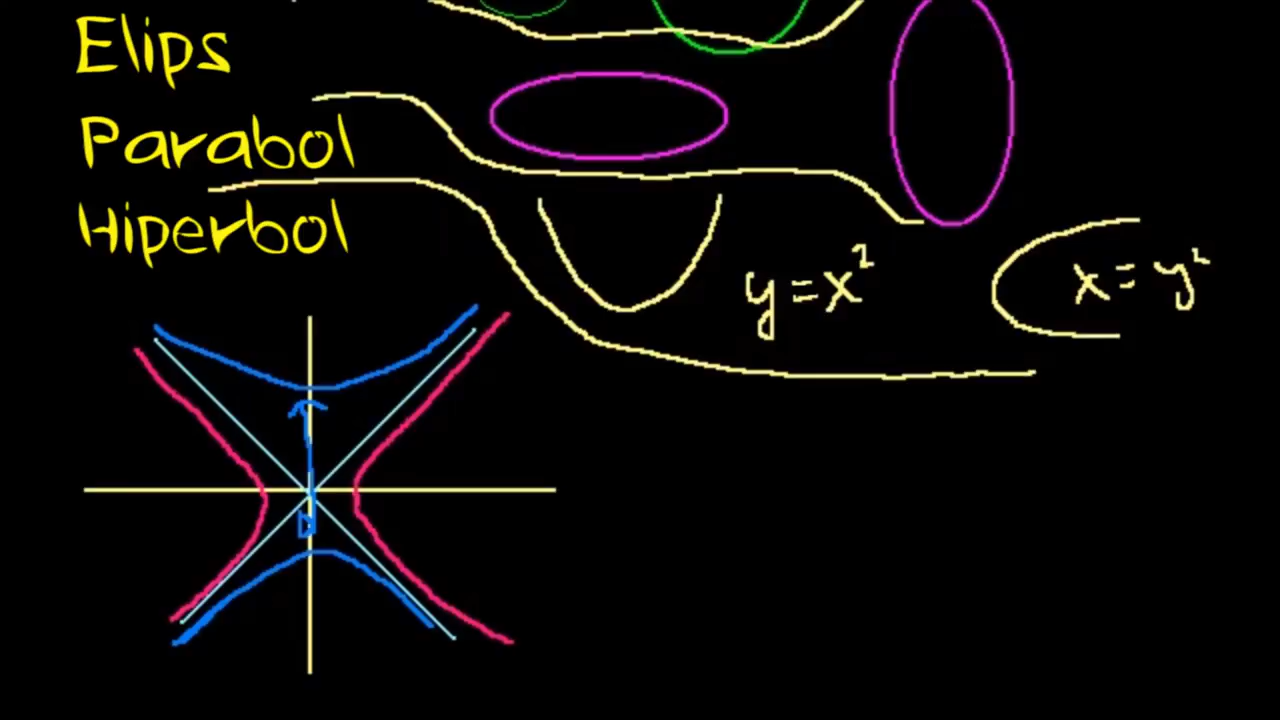 Elips
Parabol
Hiperbol
y = x²
x = y²